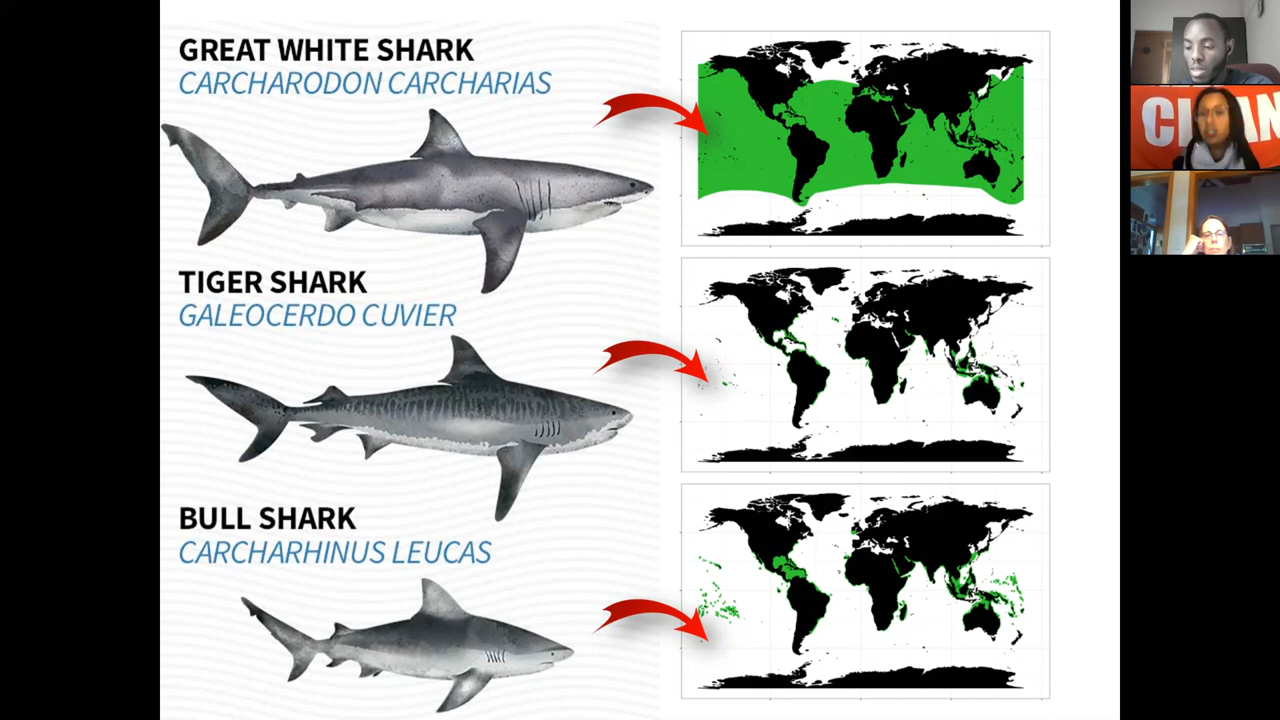 GREAT WHITE SHARK
CARCHARODON CARCHARIAS
TIGER SHARK
GALEOCERDO CUVIER
BULL SHARK
CARCHARHINUS LEUCAS